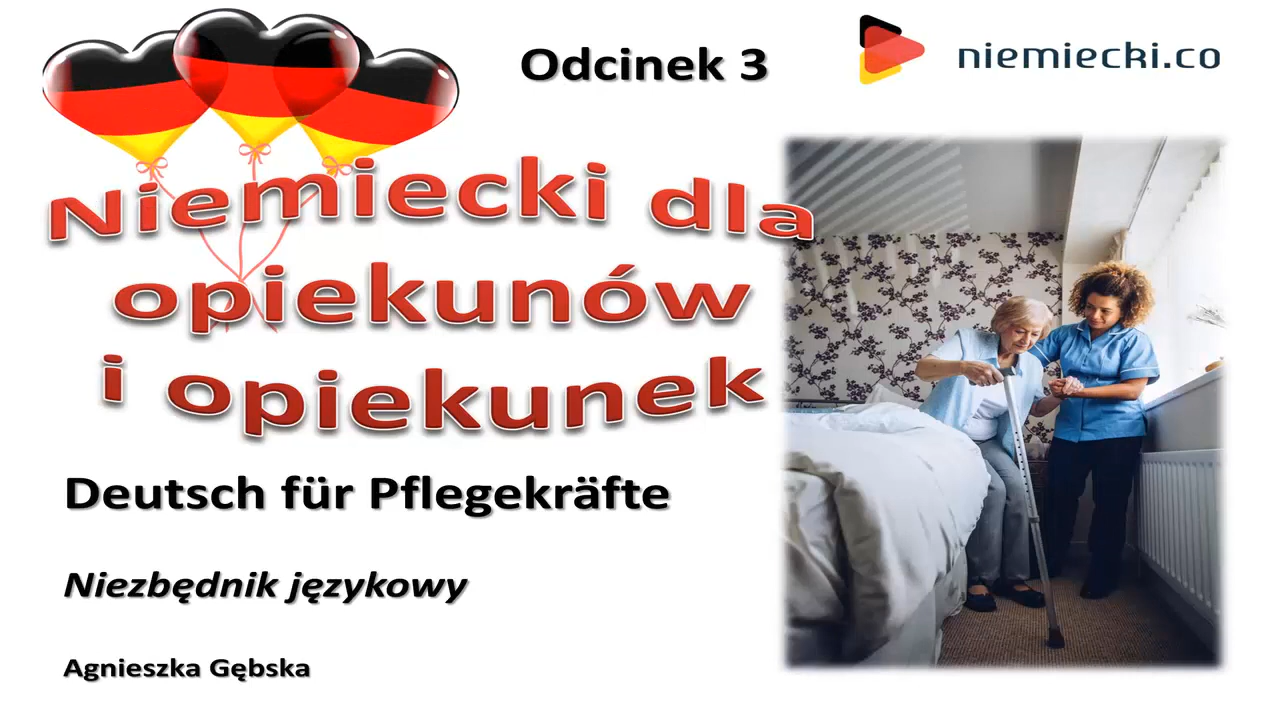 Odcinek 3
niemiecki.co
Niemiecki dla
opiekunów
i opiekunek
Deutsch für Pflegekräfte
Niezbędnik językowy
Agnieszka Gębska